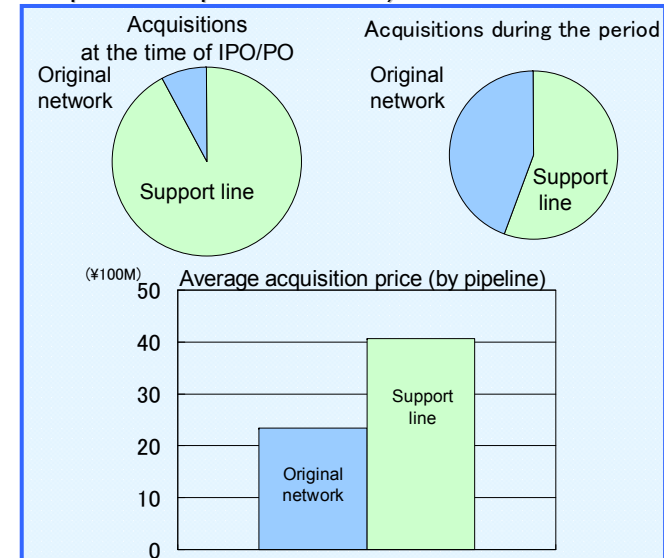 Acquisitions
at the time of IPO/PO
Original
network
Support line
Acquisitions during the period
Original
network
Support
line
(¥100M)
Average acquisition price (by pipeline)
50
40
30
20
10
0
Original
network
Support
line